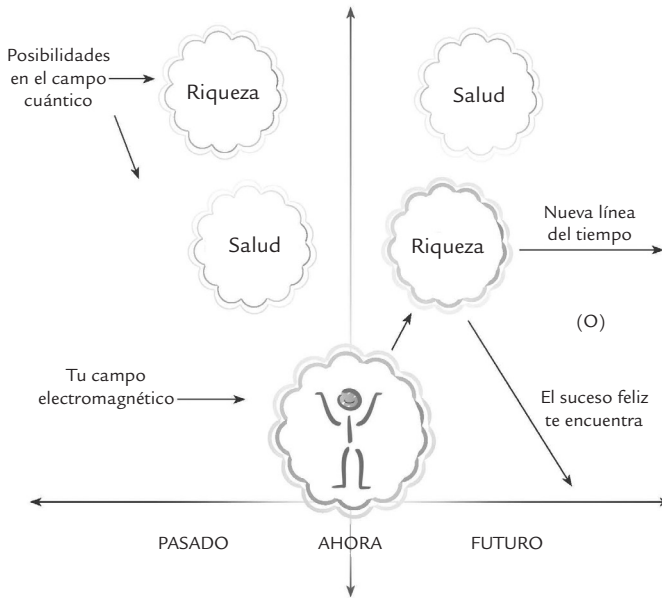 Posibilidades
en el campo
cuántico
Riqueza
Salud
Salud
Riqueza
Nueva línea
del tiempo
(O)
Tu campo
electromagnético
El suceso feliz
te encuentra
PASADO
AHORA
FUTURO